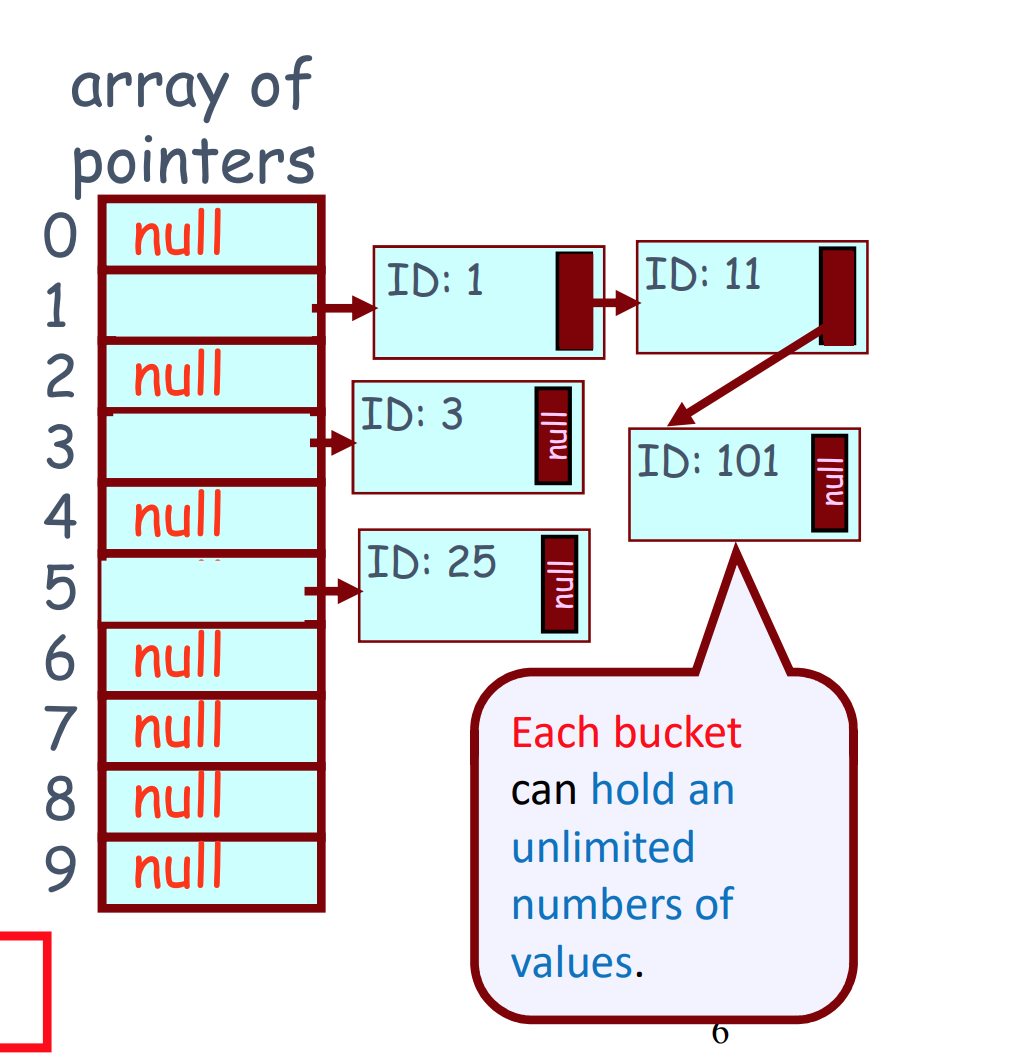 array of
pointers
0 null
1
ID: 1
ID: 11
2 null
3
ID: 3 null
ID: 101 null
4 null
5
ID: 25 null
6 null
7 null
8 null
9 null
Each bucket
can hold an
unlimited
numbers of
values.
6